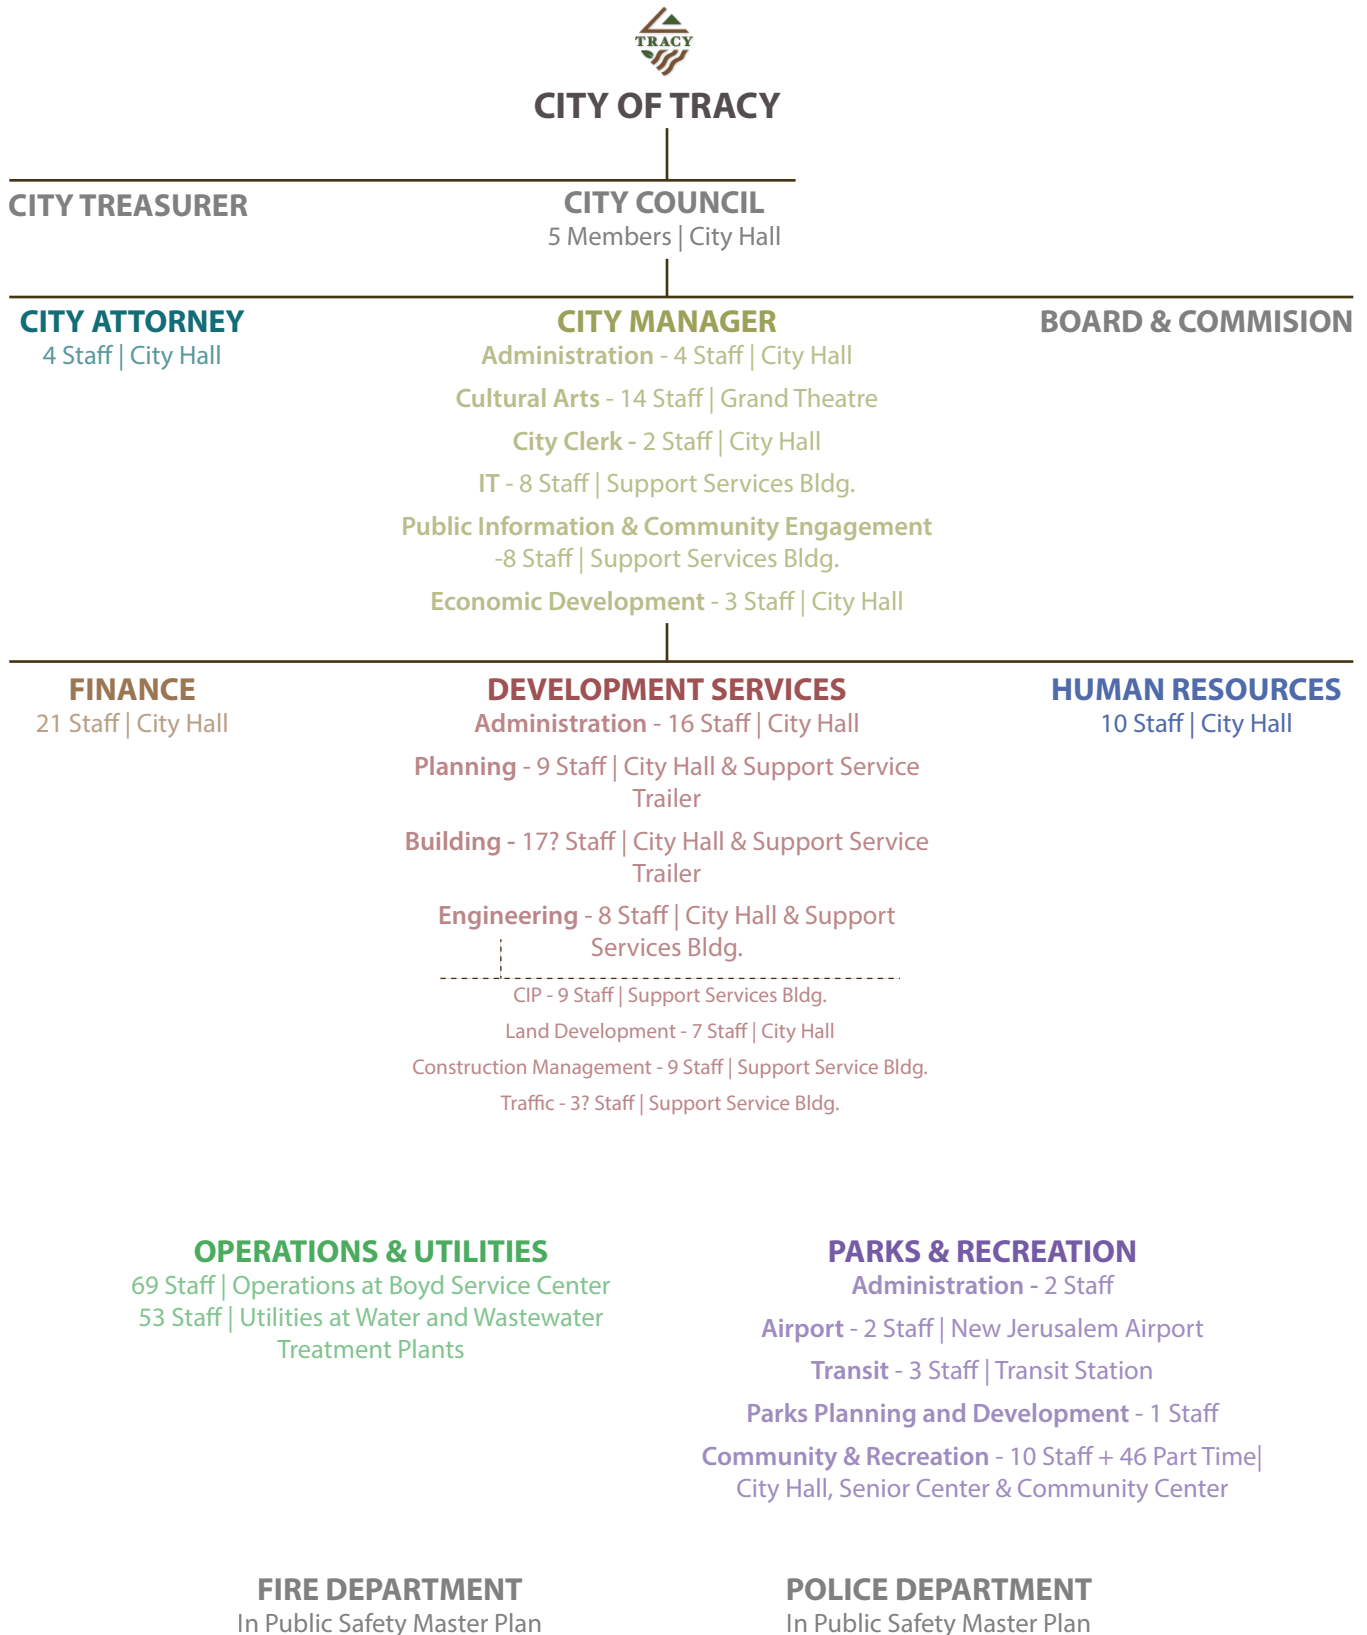 TRACY
CITY OF TRACY
CITY TREASURER
CITY COUNCIL
5 Members | City Hall
CITY ATTORNEY
4 Staff | City Hall
CITY MANAGER
Administration - 4 Staff | City Hall
Cultural Arts - 14 Staff | Grand Theatre
City Clerk - 2 Staff | City Hall
IT - 8 Staff | Support Services Bldg.
Public Information & Community Engagement
-8 Staff | Support Services Bldg.
Economic Development - 3 Staff | City Hall
BOARD & COMMISION
FINANCE
21 Staff | City Hall
DEVELOPMENT SERVICES
Administration - 16 Staff | City Hall
Planning - 9 Staff | City Hall & Support Service
Trailer
Building - 17? Staff | City Hall & Support Service
Trailer
Engineering - 8 Staff | City Hall & Support
Services Bldg.
CIP - 9 Staff | Support Services Bldg.
Land Development - 7 Staff | City Hall
Construction Management - 9 Staff | Support Service Bldg.
Traffic - 3? Staff | Support Service Bldg.
HUMAN RESOURCES
10 Staff | City Hall
OPERATIONS & UTILITIES
69 Staff | Operations at Boyd Service Center
53 Staff | Utilities at Water and Wastewater
Treatment Plants
PARKS & RECREATION
Administration - 2 Staff
Airport - 2 Staff | New Jerusalem Airport
Transit - 3 Staff | Transit Station
Parks Planning and Development - 1 Staff
Community & Recreation - 10 Staff + 46 Part Time|
City Hall, Senior Center & Community Center
FIRE DEPARTMENT
In Public Safety Master Plan
POLICE DEPARTMENT
In Public Safety Master Plan